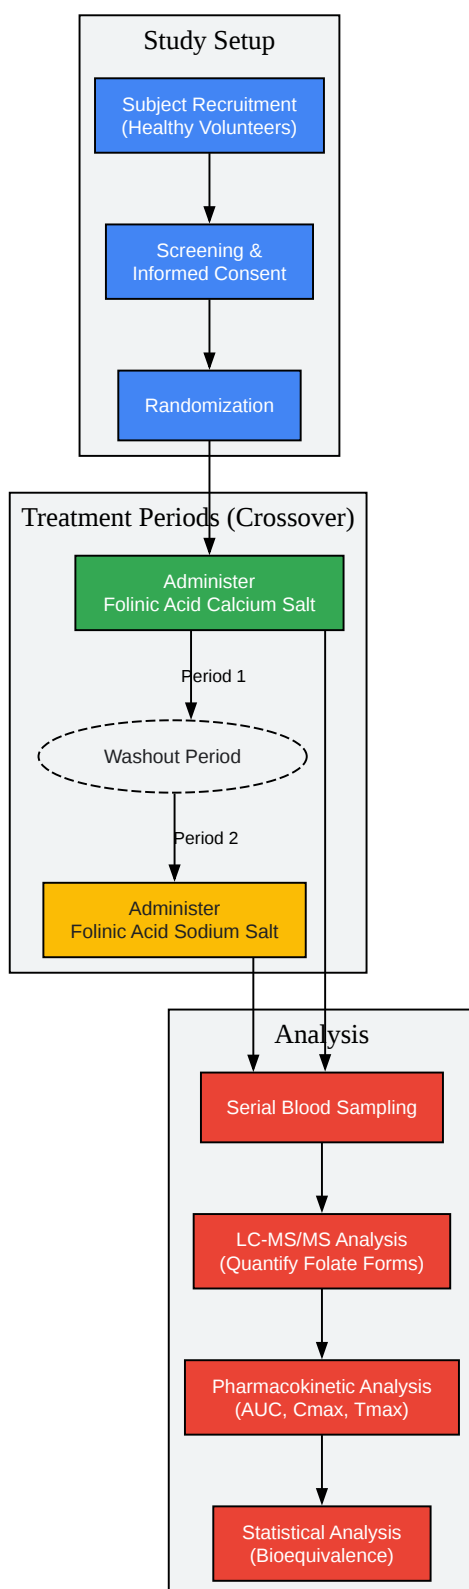 Study Setup
Subject Recruitment
(Healthy Volunteers)
Screening &
Informed Consent
Randomization
Treatment Periods (Crossover)
Administer
Folinic Acid Calcium Salt
Period 1
Washout Period
Period 2
Administer
Folinic Acid Sodium Salt
Analysis
Serial Blood Sampling
LC-MS/MS Analysis
(Quantify Folate Forms)
Pharmacokinetic Analysis
(AUC, Cmax, Tmax)
Statistical Analysis
(Bioequivalence)